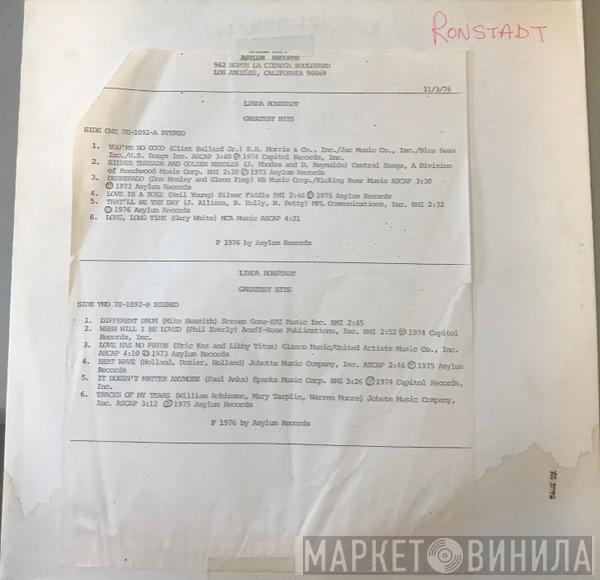 RONSTADT
ASYLUM RECORDS
962 NORTH LA CIENEGA BOULEVARD
LOS ANGELES, CALIFORNIA 90069
11/3/76
LINDA RONSTADT
GREATEST HITS
SIDE ONE 7E-1092-A STEREO
1. YOU'RE NO GOOD (Clint Ballard Jr.) E.H. Morris & Co., Inc./Jac Music Co., Inc./Blue Seas
Inc./U.S. Songs Inc. ASCAP 3:40 Ⓟ 1974 Capitol Records, Inc.
2. SILVER THREADS AND GOLDEN NEEDLES (J. Rhodes and D. Reynolds) Central Songs, A Division
of Beechwood Music Corp. BMI 2:20 Ⓟ 1973 Asylum Records
3. DESPERADO (Don Henley and Glenn Frey) WB Music Corp./Kicking Bear Music ASCAP 3:30
Ⓟ 1973 Asylum Records
4. LOVE IS A ROSE (Neil Young) Silver Fiddle BMI 2:46 Ⓟ 1975 Asylum Records
5. THAT'LL BE THE DAY (J. Allison, B. Holly, N. Petty) MPL Communications, Inc. BMI 2:32
Ⓟ 1976 Asylum Records
6. LONG, LONG TIME (Gary White) MCA Music ASCAP 4:21
P 1976 by Asylum Records
LINDA RONSTADT
GREATEST HITS
SIDE TWO 7E-1092-B STEREO
1. DIFFERENT DRUM (Mike Nesmith) Screen Gems-EMI Music Inc. BMI 2:45
2. WHEN WILL I BE LOVED (Phil Everly) Acuff-Rose Publications, Inc. BMI 2:52 Ⓟ 1974 Capitol
Records, Inc.
3. LOVE HAS NO PRIDE (Eric Kaz and Libby Titus) Glasco Music/United Artists Music Co., Inc.
ASCAP 4:10 Ⓟ 1973 Asylum Records
4. HEAT WAVE (Holland, Dozier, Holland) Jobette Music Company, Inc. ASCAP 2:46 Ⓟ 1975 Asylum
Records
5. IT DOESN'T MATTER ANYMORE (Paul Anka) Spanka Music Corp. BMI 3:26 Ⓟ 1974 Capitol Records,
Inc.
6. TRACKS OF MY TEARS (William Robinson, Mary Tarplin, Warren Moore) Jobete Music Company,
Inc. ASCAP 3:12 Ⓟ 1975 Asylum Records
P 1976 by Asylum Records
МАРКЕТ ВИНИЛА